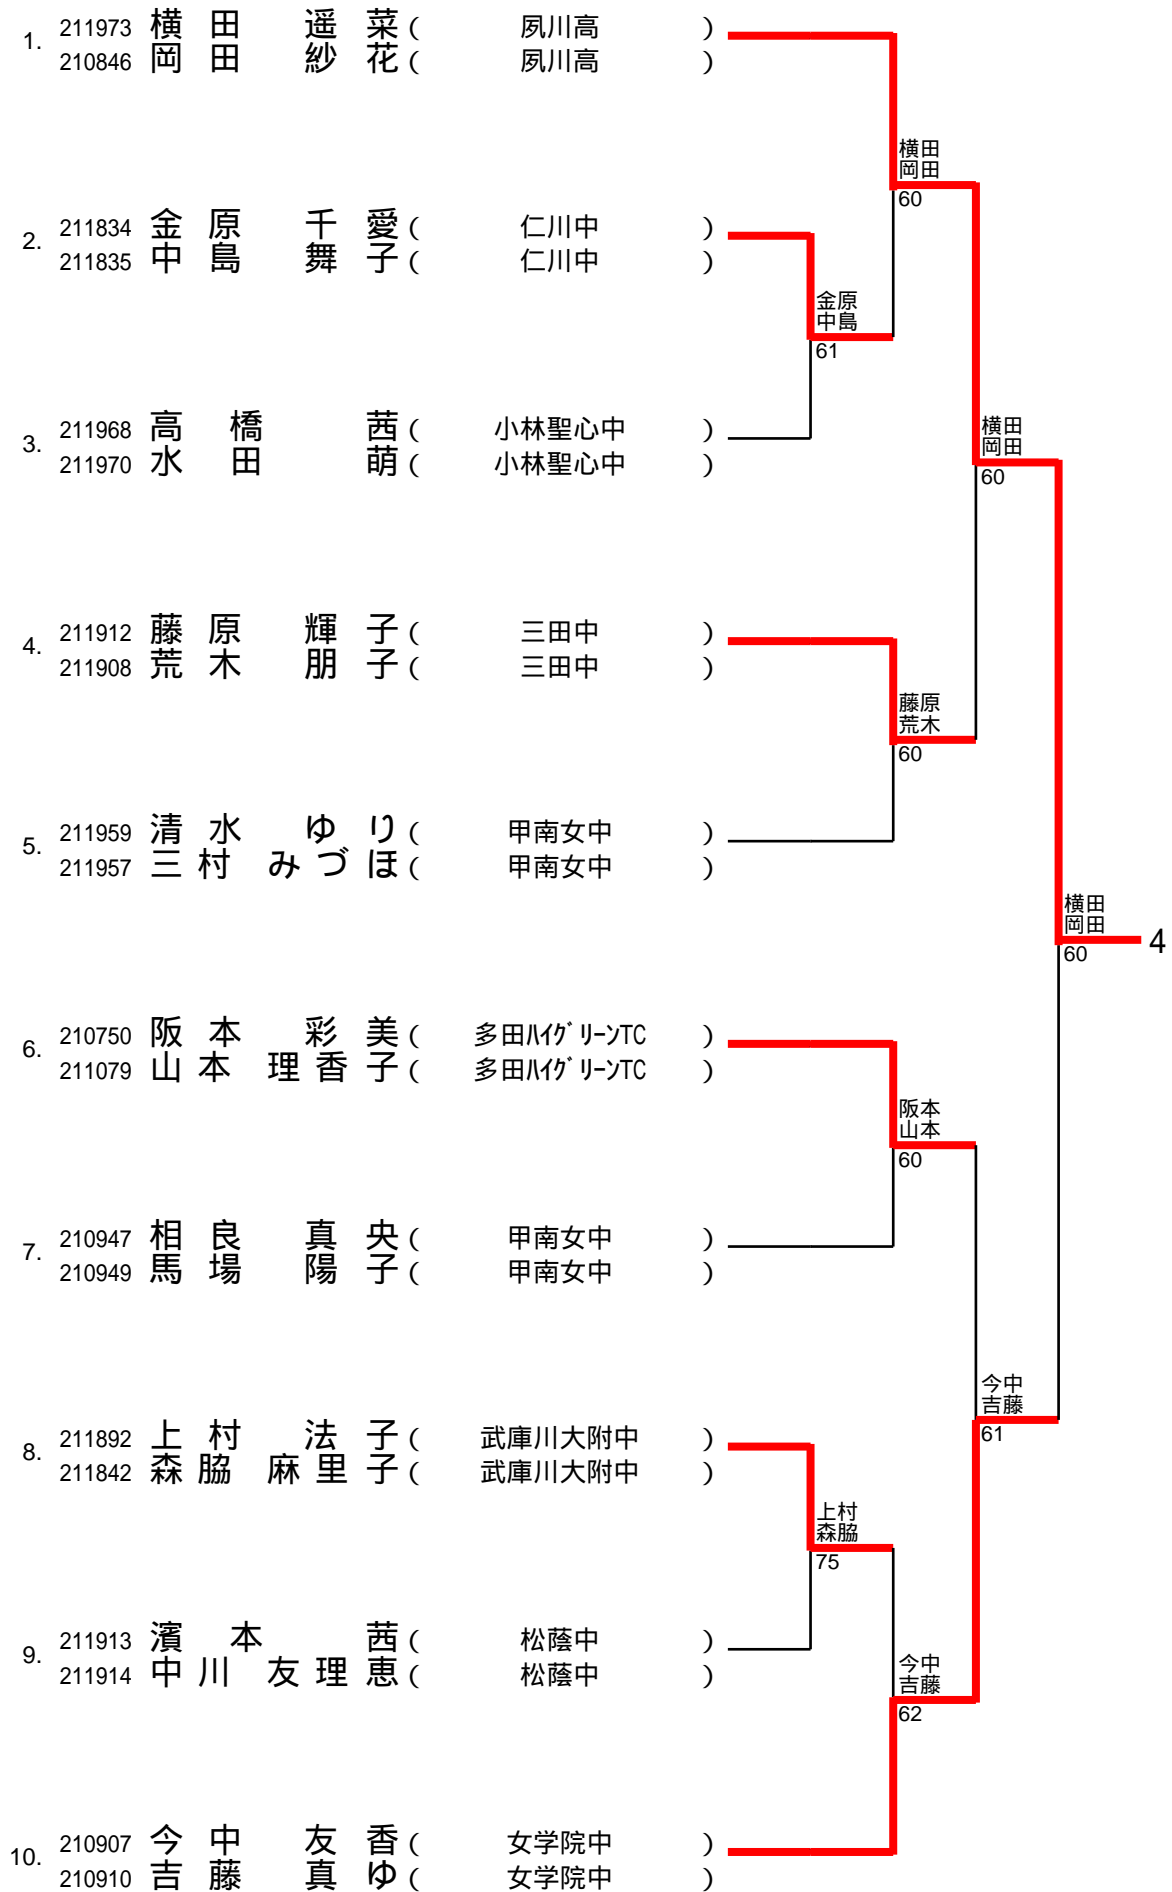 1. 211973 横田 遥菜 ( 夙川高 )
210846 岡田 紗花 ( 夙川高 )
横田
岡田
60
2. 211834 金原 千愛 ( 仁川中 )
211835 中島 舞子 ( 仁川中 )
金原
中島
61
3. 211968 高橋 茜 ( 小林聖心中 )
211970 水田 萌 ( 小林聖心中 )
横田
岡田
60
4. 211912 藤原 輝子 ( 三田中 )
211908 荒木 朋子 ( 三田中 )
藤原
荒木
60
5. 211959 清水 ゆり ( 甲南女中 )
211957 三村 みづほ ( 甲南女中 )
横田
岡田
60
4
6. 210750 阪本 彩美 ( 多田ﾊｲｸﾞﾘｰﾝTC )
211079 山本 理香子 ( 多田ﾊｲｸﾞﾘｰﾝTC )
阪本
山本
60
7. 210947 相良 真央 ( 甲南女中 )
210949 馬場 陽子 ( 甲南女中 )
今中
吉藤
61
8. 211892 上村 法子 ( 武庫川大附中 )
211842 森脇 麻里子 ( 武庫川大附中 )
上村
森脇
75
9. 211913 濱本 茜 ( 松蔭中 )
211914 中川 友理恵 ( 松蔭中 )
今中
吉藤
62
10. 210907 今中 友香 ( 女学院中 )
210910 吉藤 真ゆ ( 女学院中 )